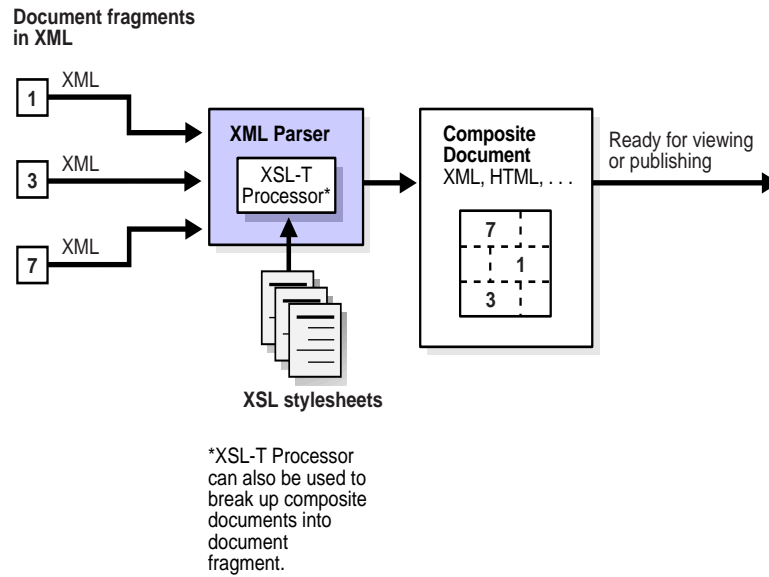 Document fragments
in XML
1
XML
3
XML
7
XML
XML Parser
XSL-T
Processor*
XSL stylesheets
Composite
Document
XML, HTML, . . .
7
1
3
Ready for viewing
or publishing
*XSL-T Processor
can also be used to
break up composite
documents into
document
fragment.